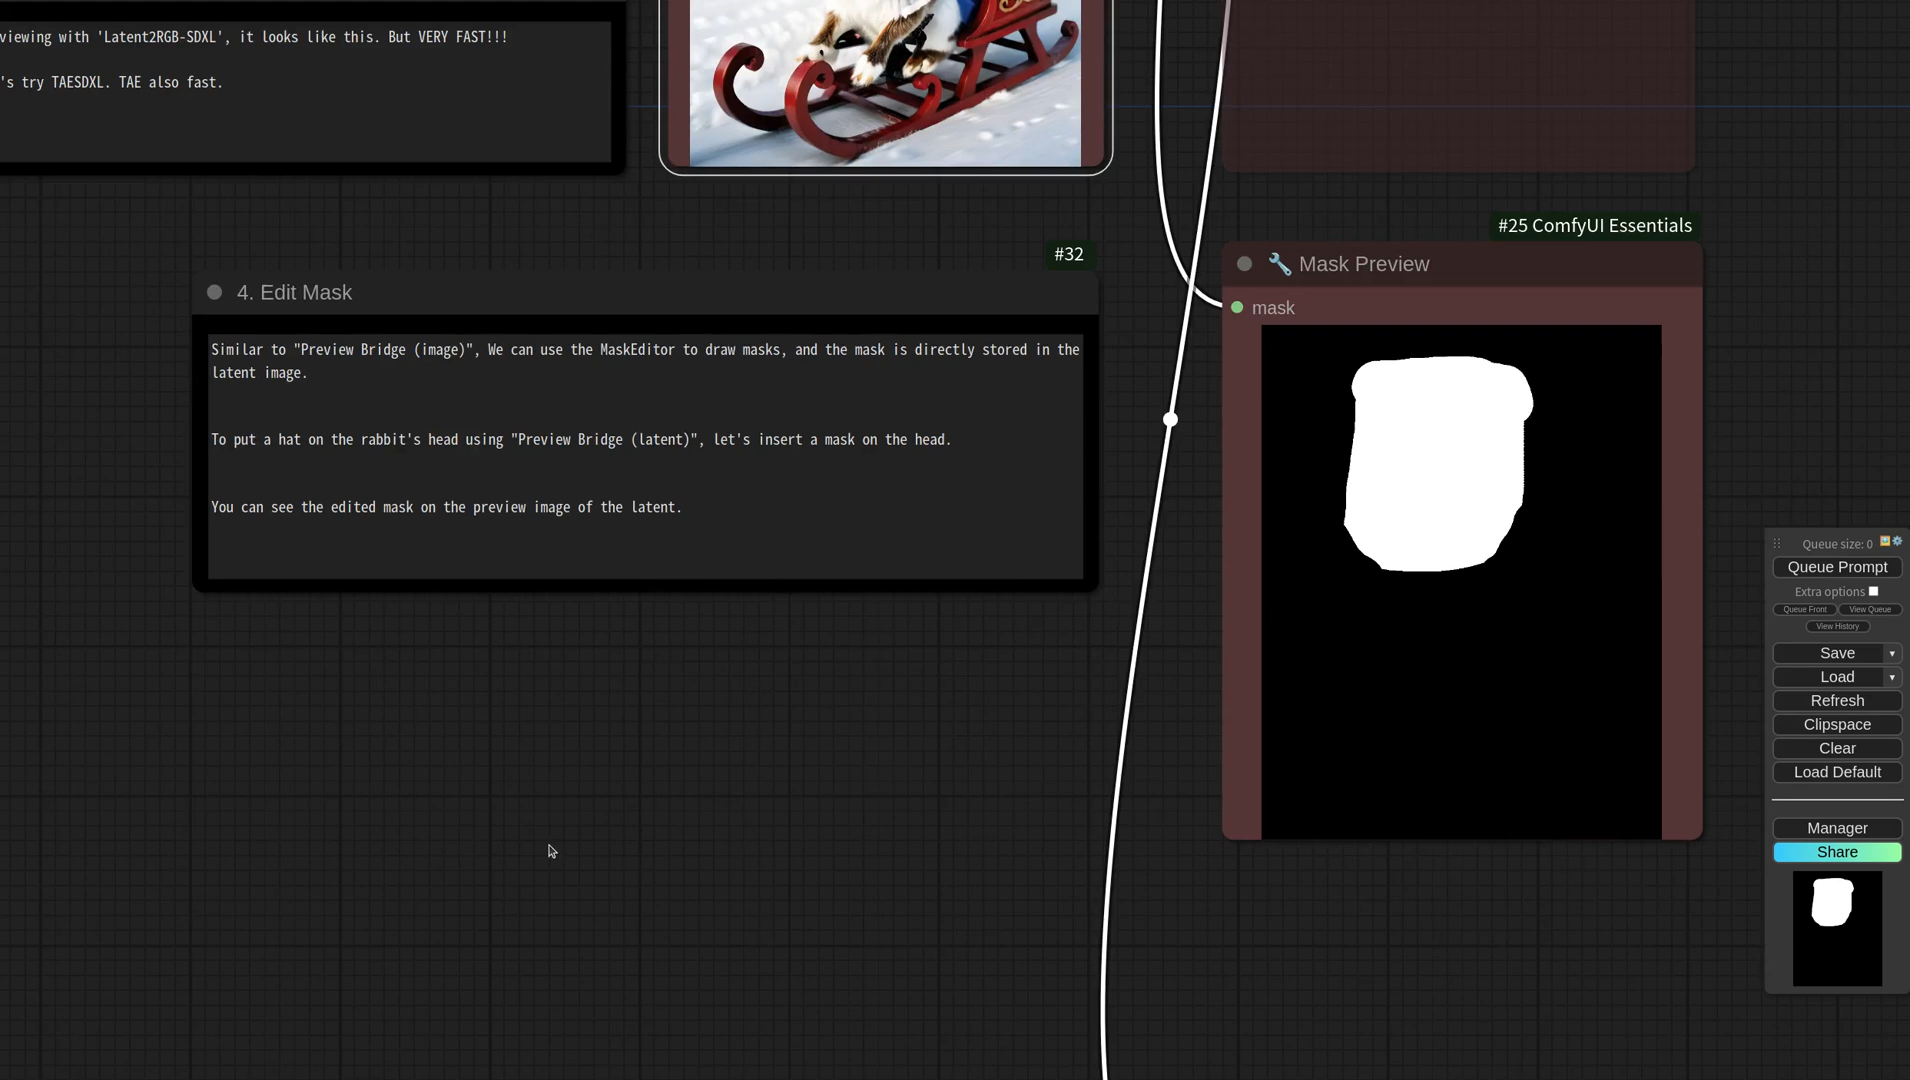 viewing with 'Latent2RGB-SDXL', it looks like this. But VERY FAST!!!
's try TAESDXL. TAE also fast.
#32
4. Edit Mask
Similar to "Preview Bridge (image)", We can use the MaskEditor to draw masks, and the mask is directly stored in the
latent image.
To put a hat on the rabbit's head using "Preview Bridge (latent)", let's insert a mask on the head.
You can see the edited mask on the preview image of the latent.
#25 ComfyUI Essentials
🔧 Mask Preview
mask
Queue size: 0
Queue Prompt
Extra options
Queue Front
View Queue
View History
Save
Load
Refresh
Clipspace
Clear
Load Default
Manager
Share